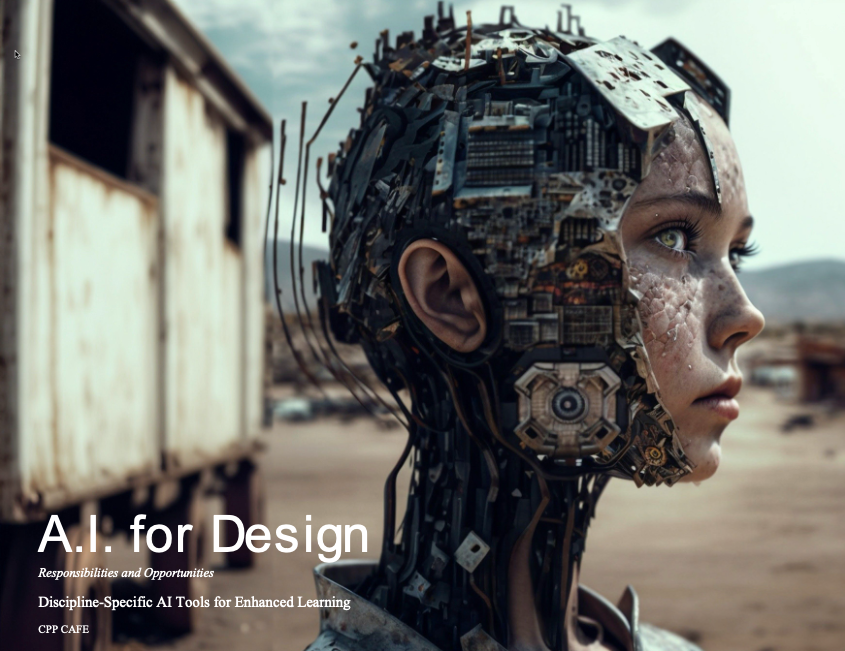 A.I. for Design
Responsibilities and Opportunities
Discipline-Specific AI Tools for Enhanced Learning
CPP CAFE